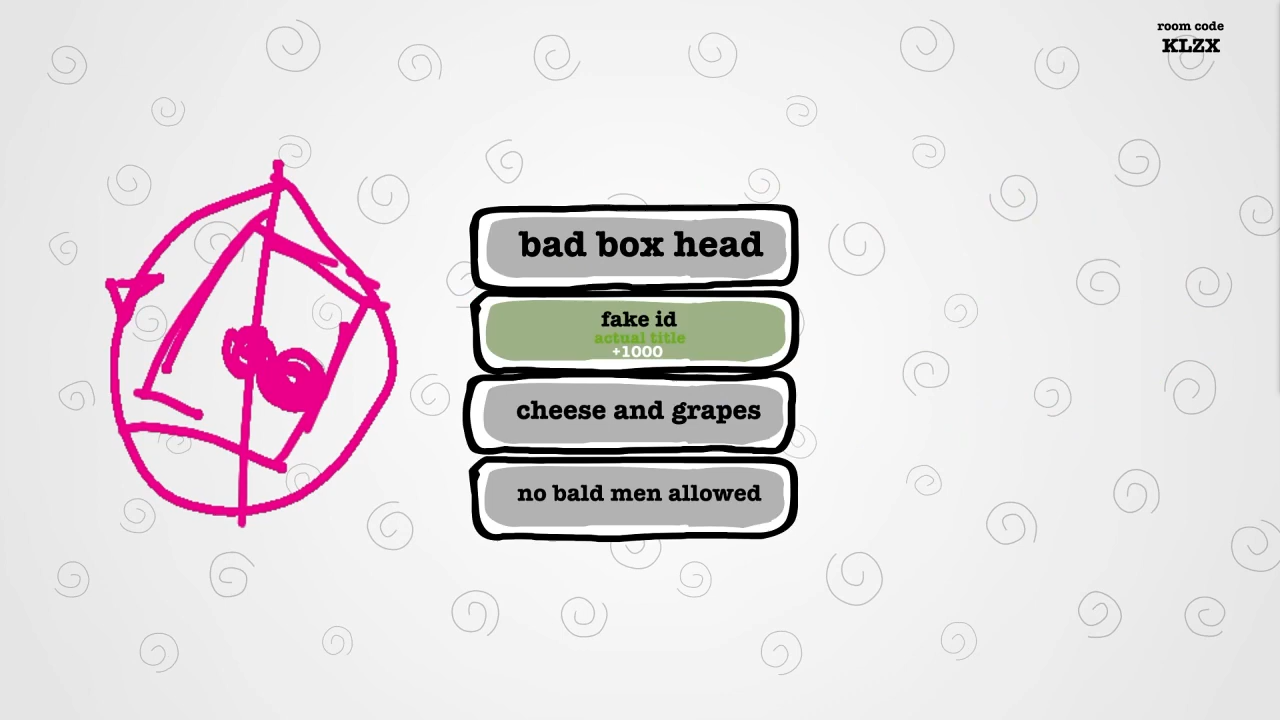 room code
KLZX
bad box head
fake id
actual title
+1000
cheese and grapes
no bald men allowed